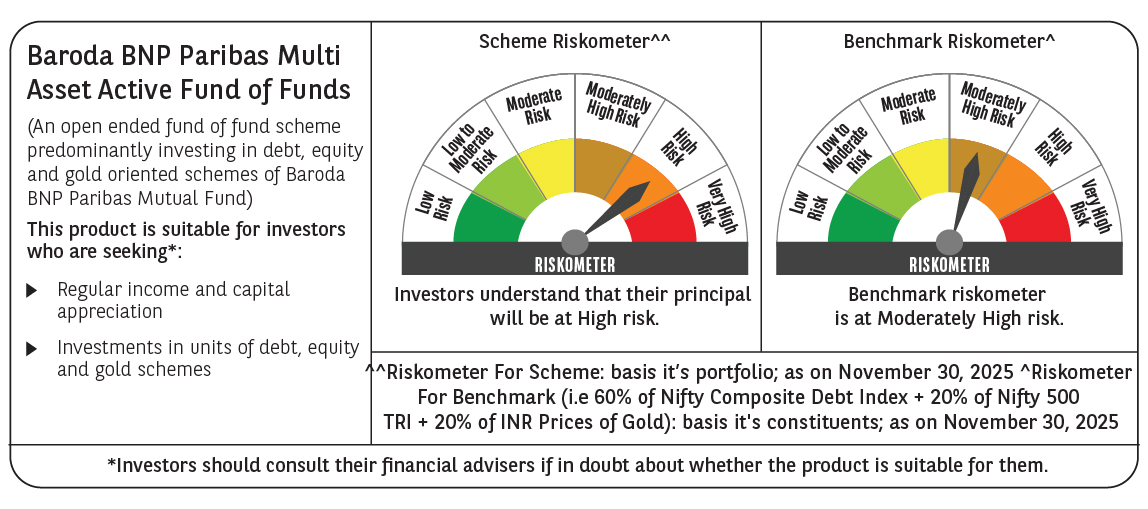 Baroda BNP Paribas Multi
Asset Active Fund of Funds
(An open ended fund of fund scheme
predominantly investing in debt, equity
and gold oriented schemes of Baroda
BNP Paribas Mutual Fund)
This product is suitable for investors
who are seeking*:
Regular income and capital
appreciation
Investments in units of debt, equity
and gold schemes
Scheme Riskometer^^
Low
Risk
Low to
Moderate
Risk
Moderate
Risk
Moderately
High Risk
High
Risk
Very High
Risk
RISKOMETER
Investors understand that their principal
will be at High risk.
Benchmark Riskometer^
Low
Risk
Low to
Moderate
Risk
Moderate
Risk
Moderately
High Risk
High
Risk
Very High
Risk
RISKOMETER
Benchmark riskometer
is at Moderately High risk.
^^Riskometer For Scheme: basis it's portfolio; as on November 30, 2025 ^Riskometer
For Benchmark (i.e 60% of Nifty Composite Debt Index + 20% of Nifty 500
TRI + 20% of INR Prices of Gold): basis it's constituents; as on November 30, 2025
*Investors should consult their financial advisers if in doubt about whether the product is suitable for them.